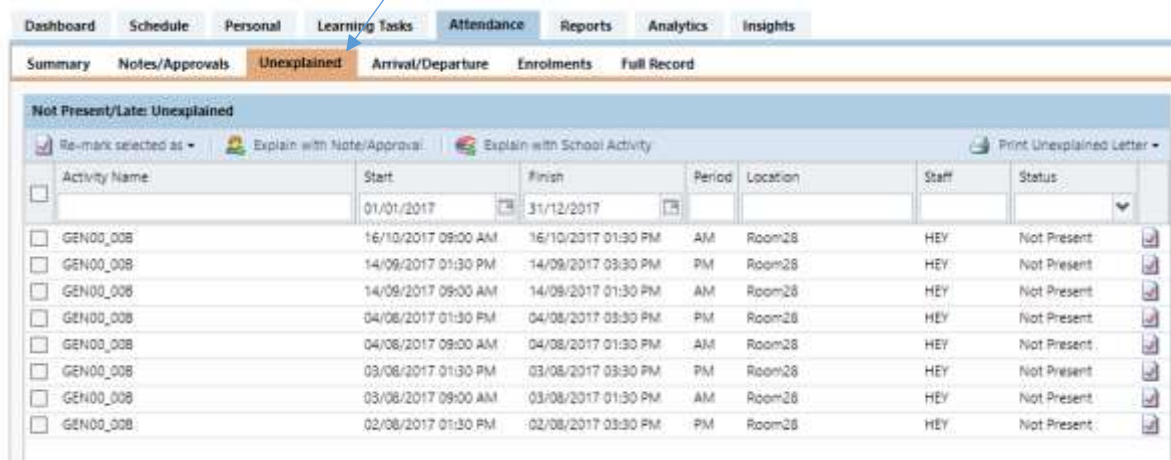 Dashboard Schedule Personal Learning Tasks Attendance Reports Analytics Insights
Summary Notes/Approvals Unexplained Arrival/Departure Enrolments Full Record
Not Present/Late: Unexplained
Re-mark selected as Explain with Note/Approval Explain with School Activity Print Unexplained Letter
Activity Name Start Finish Period Location Staff Status
01/01/2017 31/12/2017
GEN00_00B 16/10/2017 09:00 AM 16/10/2017 01:30 PM AM Room28 HEY Not Present
GEN00_00B 14/09/2017 01:30 PM 14/09/2017 03:30 PM PM Room28 HEY Not Present
GEN00_00B 14/09/2017 09:00 AM 14/09/2017 01:30 PM AM Room28 HEY Not Present
GEN00_00B 04/08/2017 01:30 PM 04/08/2017 03:30 PM PM Room28 HEY Not Present
GEN00_00B 04/08/2017 09:00 AM 04/08/2017 01:30 PM AM Room28 HEY Not Present
GEN00_00B 03/08/2017 01:30 PM 03/08/2017 03:30 PM PM Room28 HEY Not Present
GEN00_00B 03/08/2017 09:00 AM 03/08/2017 01:30 PM AM Room28 HEY Not Present
GEN00_00B 02/08/2017 01:30 PM 02/08/2017 03:30 PM PM Room28 HEY Not Present